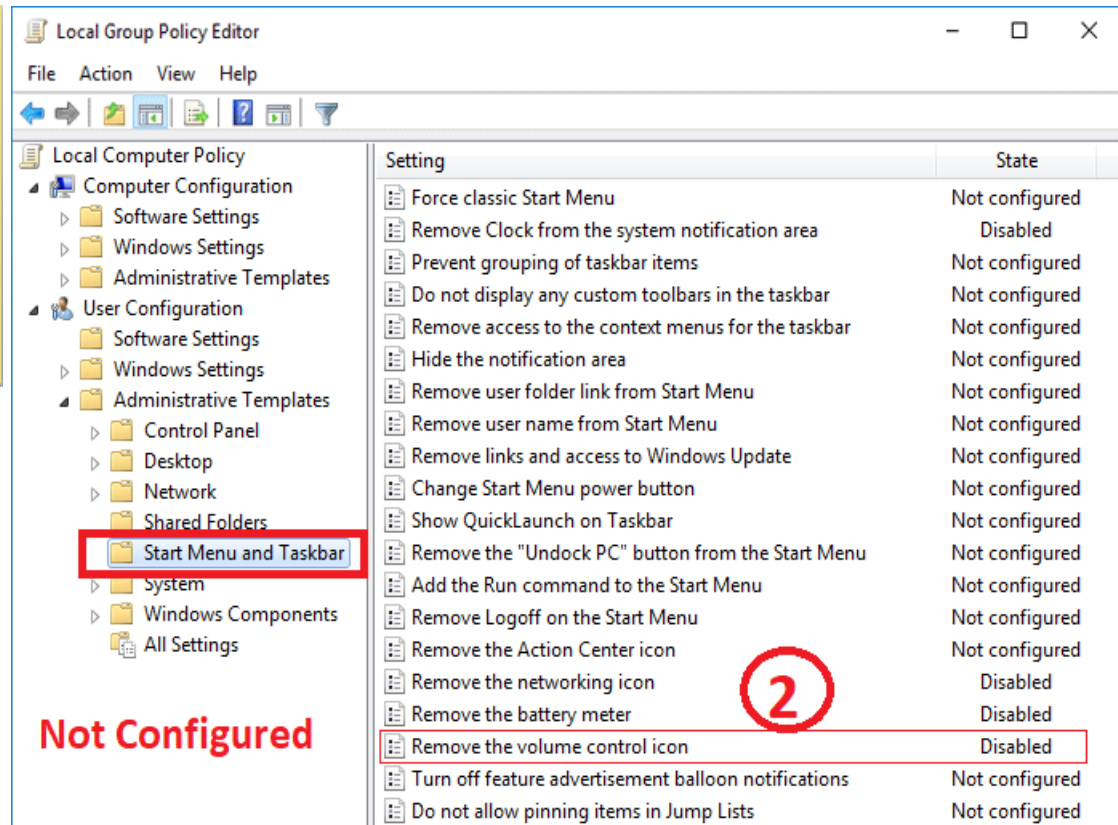 Local Group Policy Editor
File Action View Help
Local Computer Policy
Computer Configuration
Software Settings
Windows Settings
Administrative Templates
User Configuration
Software Settings
Windows Settings
Administrative Templates
Control Panel
Desktop
Network
Shared Folders
Start Menu and Taskbar
System
Windows Components
All Settings
Not Configured
Setting State
Force classic Start Menu Not configured
Remove Clock from the system notification area Disabled
Prevent grouping of taskbar items Not configured
Do not display any custom toolbars in the taskbar Not configured
Remove access to the context menus for the taskbar Not configured
Hide the notification area Not configured
Remove user folder link from Start Menu Not configured
Remove user name from Start Menu Not configured
Remove links and access to Windows Update Not configured
Change Start Menu power button Not configured
Show QuickLaunch on Taskbar Not configured
Remove the "Undock PC" button from the Start Menu Not configured
Add the Run command to the Start Menu Not configured
Remove Logoff on the Start Menu Not configured
Remove the Action Center icon Not configured
Remove the networking icon Disabled
2
Remove the battery meter Disabled
Remove the volume control icon Disabled
Turn off feature advertisement balloon notifications Not configured
Do not allow pinning items in Jump Lists Not configured